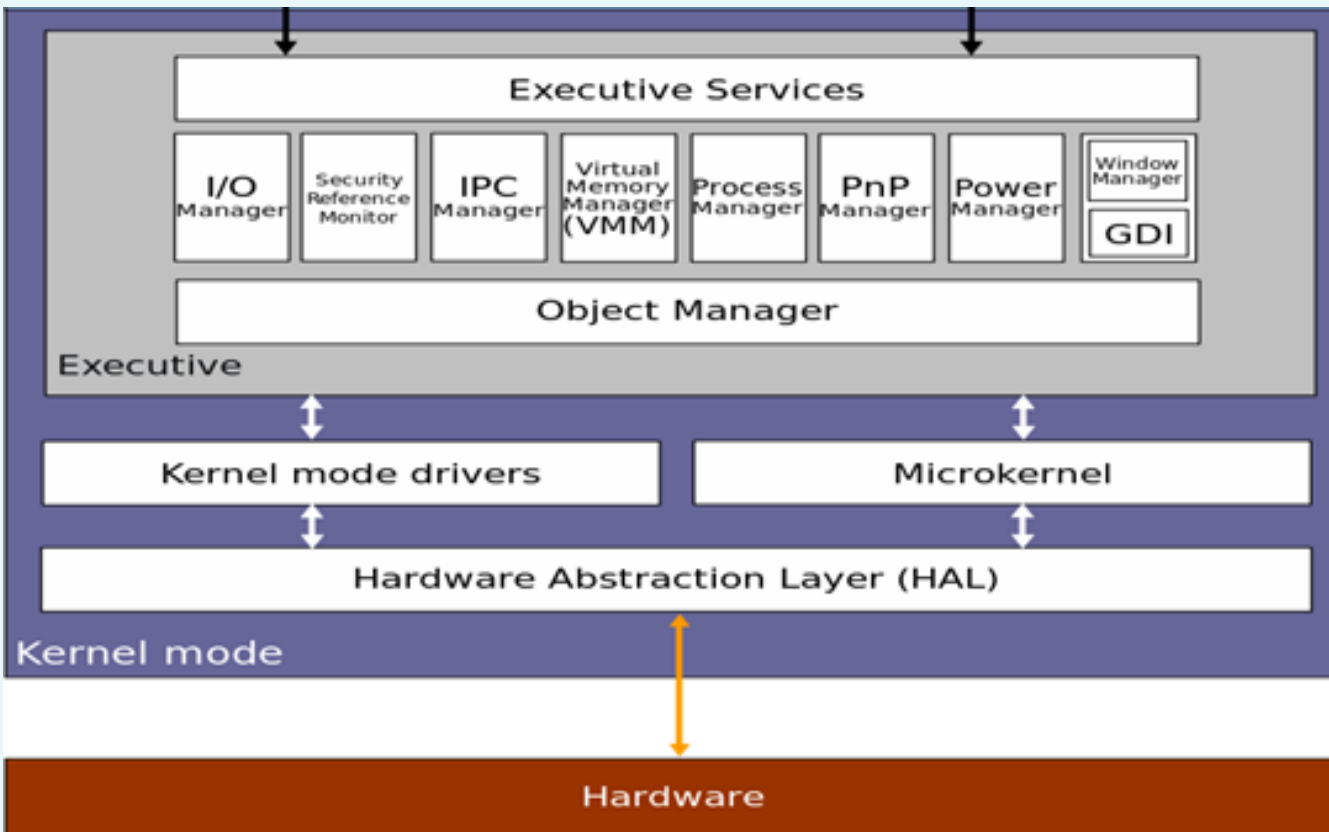 Executive Services
I/O
Manager
Security
Reference
Monitor
IPC
Manager
Virtual
Memory
Manager
(VMM)
Process
Manager
PnP
Manager
Power
Manager
Window
Manager
GDI
Object Manager
Executive
Kernel mode drivers
Microkernel
Hardware Abstraction Layer (HAL)
Kernel mode
Hardware